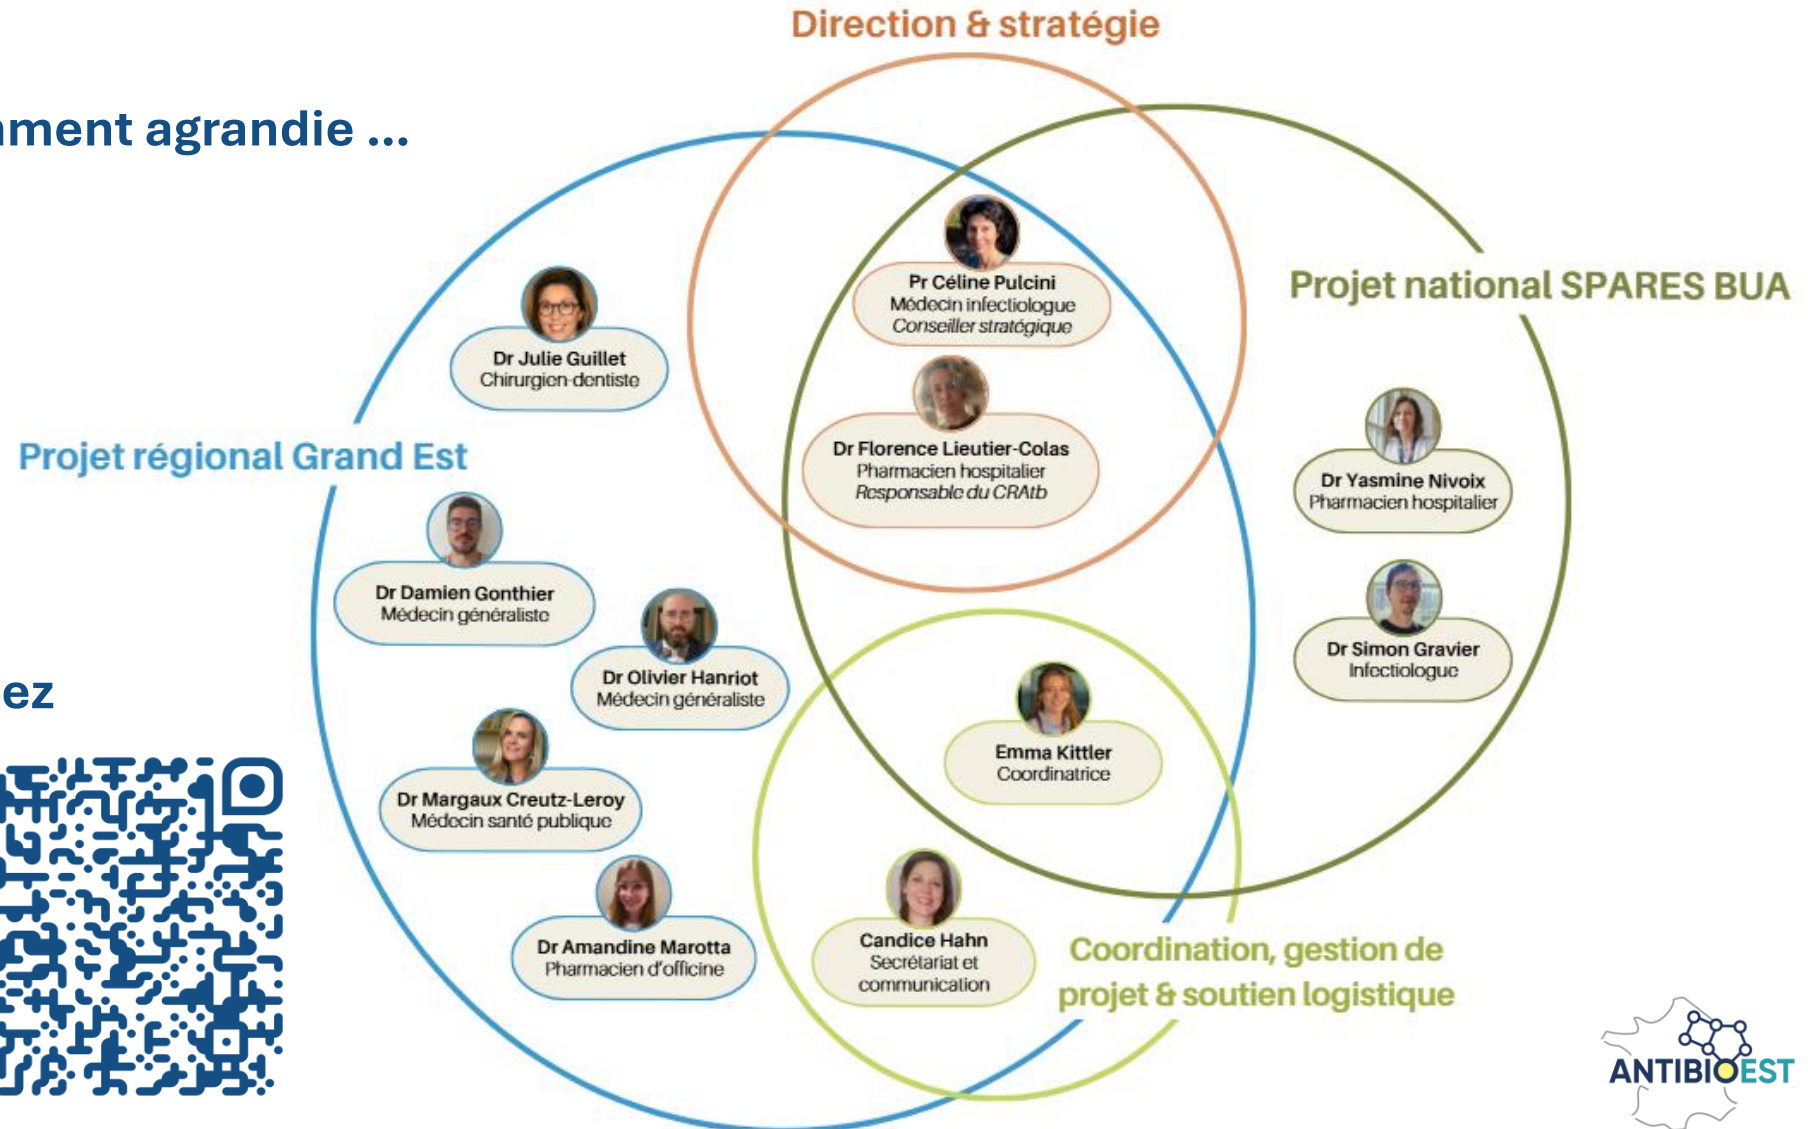 Direction & stratégie
ament agrandie ...
Pr Céline Pulcini
Médecin infectiologue
Conseiller stratégique
Projet national SPARES BUA
Dr Julie Guillet
Chirurgien-dentiste
Dr Florence Lieutier-Colas
Pharmacien hospitalier
Responsable du CRAtb
Projet régional Grand Est
Dr Yasmine Nivoix
Pharmacien hospitalier
Dr Damien Gonthier
Médecin généraliste
Dr Simon Gravier
Infectiologue
Dr Olivier Hanriot
Médecin généraliste
ez
Emma Kittler
Coordinatrice
Dr Margaux Creutz-Leroy
Médecin santé publique
Dr Amandine Marotta
Pharmacien d'officine
Candice Hahn
Secrétariat et
communication
Coordination, gestion de
projet & soutien logistique
ANTIBIOEST